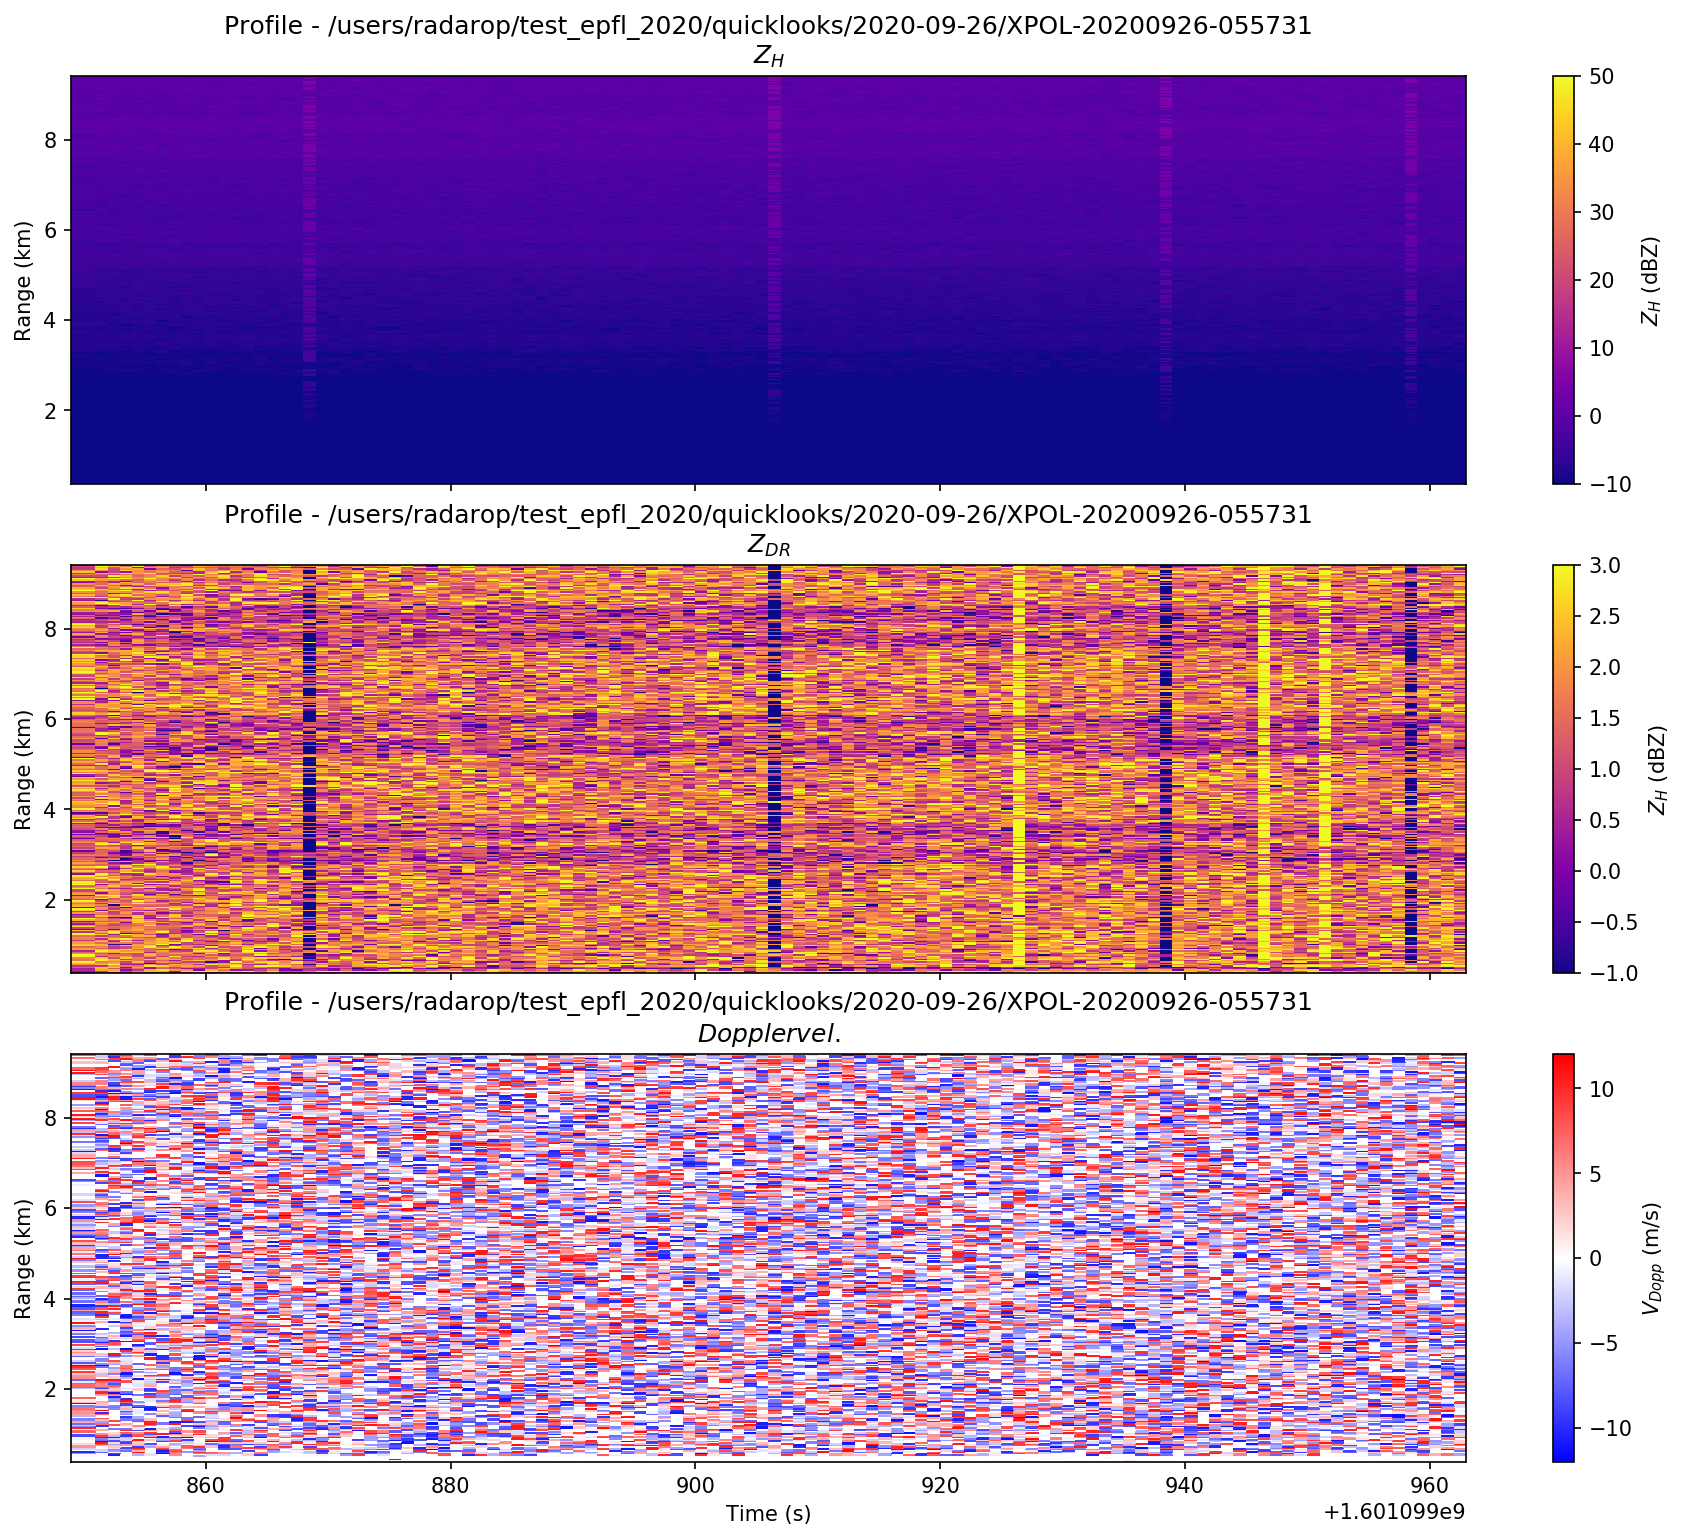 Profile - /users/radarop/test_epfl_2020/quicklooks/2020-09-26/XPOL-20200926-055731
Z_H
8
6
4
2
Range (km)
50
40
30
20
10
0
−10
Z_H (dBZ)
Profile - /users/radarop/test_epfl_2020/quicklooks/2020-09-26/XPOL-20200926-055731
Z_DR
8
6
4
2
Range (km)
3.0
2.5
2.0
1.5
1.0
0.5
0.0
−0.5
−1.0
Z_H (dBZ)
Profile - /users/radarop/test_epfl_2020/quicklooks/2020-09-26/XPOL-20200926-055731
Dopplervel.
8
6
4
2
Range (km)
860 880 900 920 940 960
Time (s)
+1.601099e9
10
5
0
−5
−10
V_Dopp (m/s)